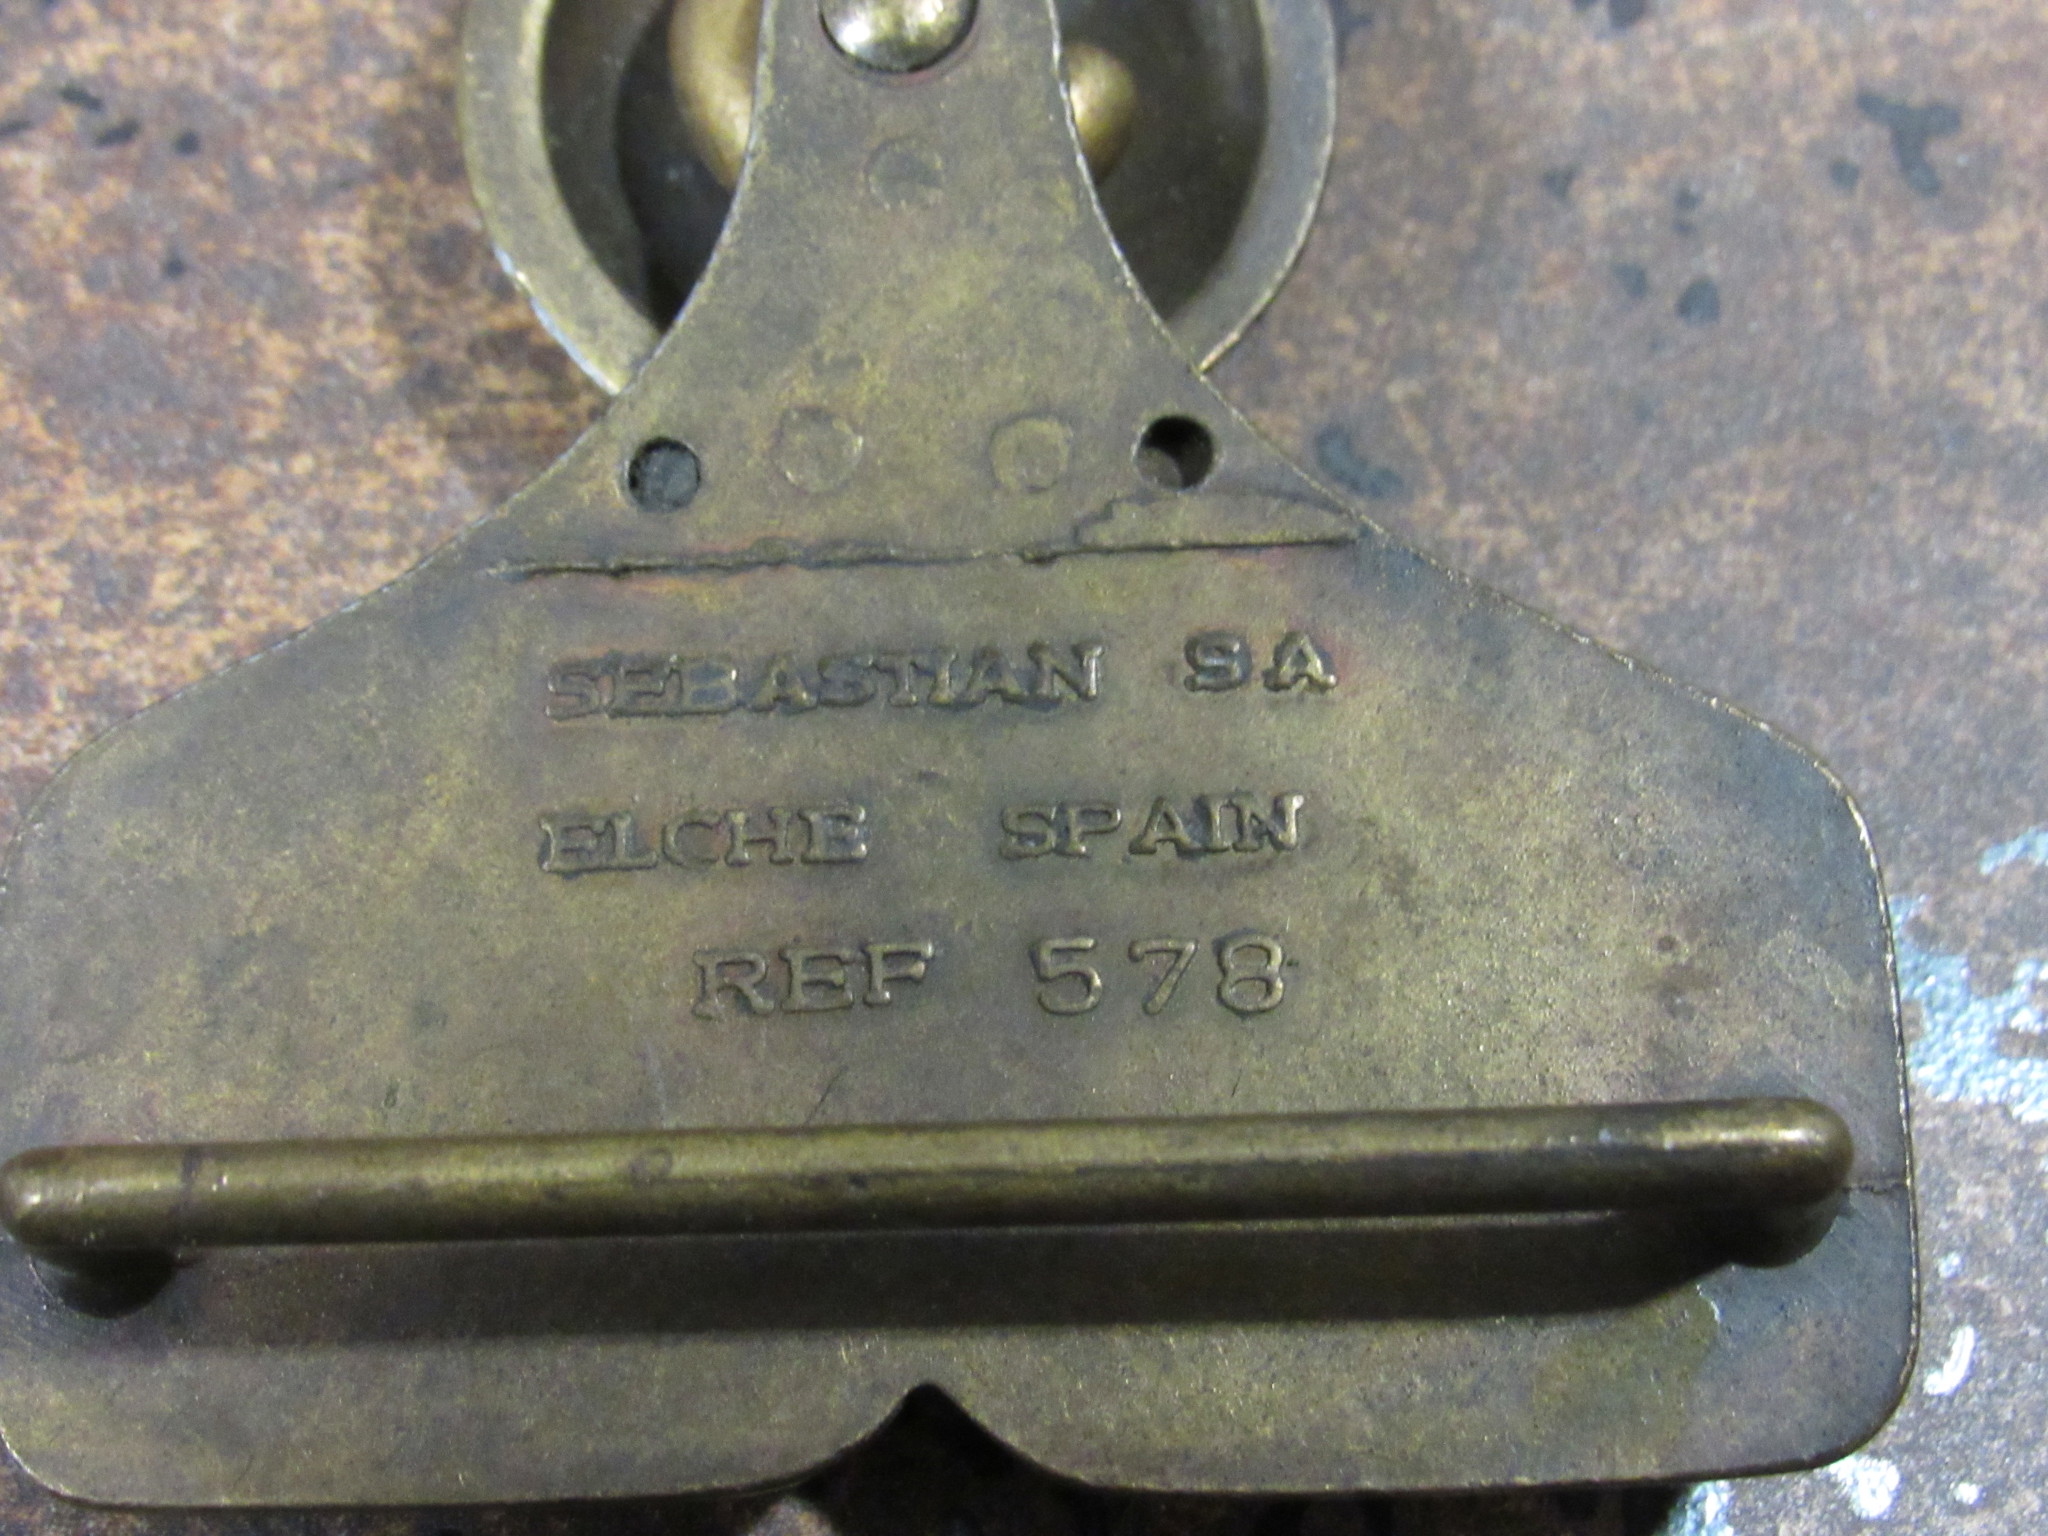 SEBASTIAN SA
ELCHE SPAIN
REF 578